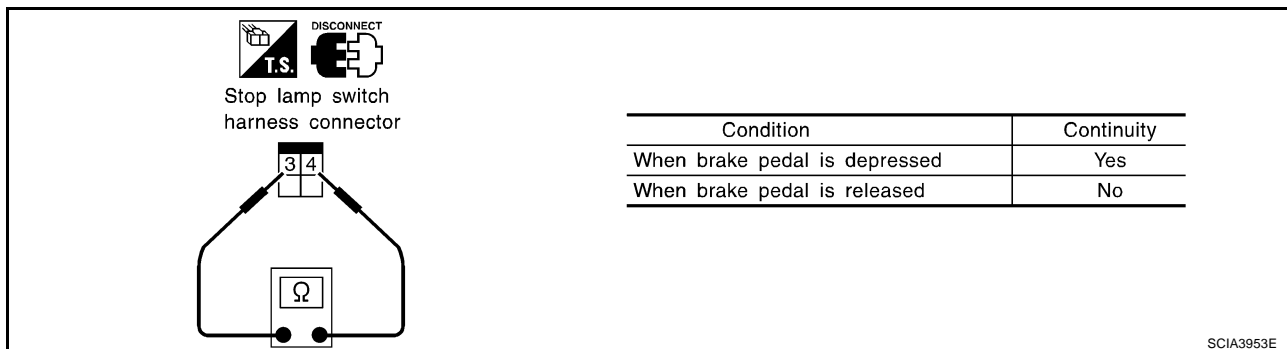 DISCONNECT
T.S.
Stop lamp switch
harness connector
3 4
Ω
Condition Continuity
When brake pedal is depressed Yes
When brake pedal is released No
SCIA3953E